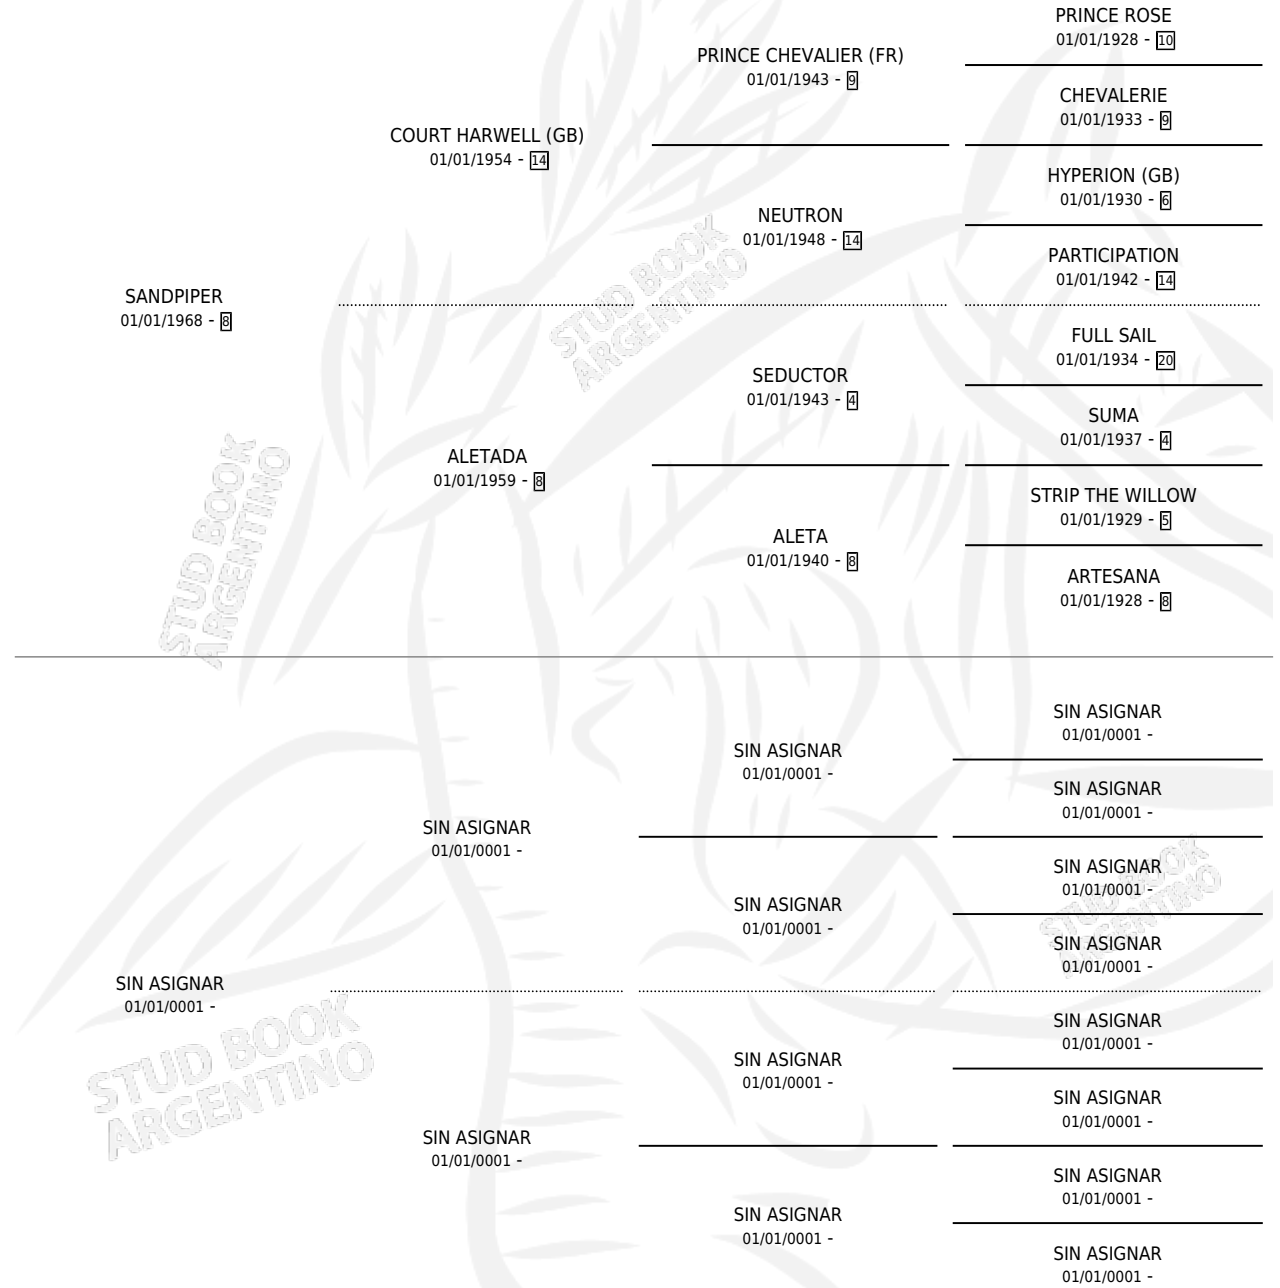 PRINCE ROSE
01/01/1928 - 10
PRINCE CHEVALIER (FR)
01/01/1943 - 9
CHEVALERIE
01/01/1933 - 9
COURT HARWELL (GB)
01/01/1954 - 14
HYPERION (GB)
01/01/1930 - 6
NEUTRON
01/01/1948 - 14
PARTICIPATION
01/01/1942 - 14
SANDPIPER
01/01/1968 - 8
FULL SAIL
01/01/1934 - 20
SEDUCTOR
01/01/1943 - 4
SUMA
01/01/1937 - 4
ALETADA
01/01/1959 - 8
STRIP THE WILLOW
01/01/1929 - 5
ALETA
01/01/1940 - 8
ARTESANA
01/01/1928 - 8
STUD BOOK
ARGENTINO
STUD BOOK
ARGENTINO
SIN ASIGNAR
01/01/0001 -
SIN ASIGNAR
01/01/0001 -
SIN ASIGNAR
01/01/0001 -
SIN ASIGNAR
01/01/0001 -
SIN ASIGNAR
01/01/0001 -
SIN ASIGNAR
01/01/0001 -
SIN ASIGNAR
01/01/0001 -
SIN ASIGNAR
01/01/0001 -
SIN ASIGNAR
01/01/0001 -
SIN ASIGNAR
01/01/0001 -
SIN ASIGNAR
01/01/0001 -
SIN ASIGNAR
01/01/0001 -
SIN ASIGNAR
01/01/0001 -
SIN ASIGNAR
01/01/0001 -
SIN ASIGNAR
01/01/0001 -
STUD BOOK
ARGENTINO
STUD BOOK
ARGENTINO